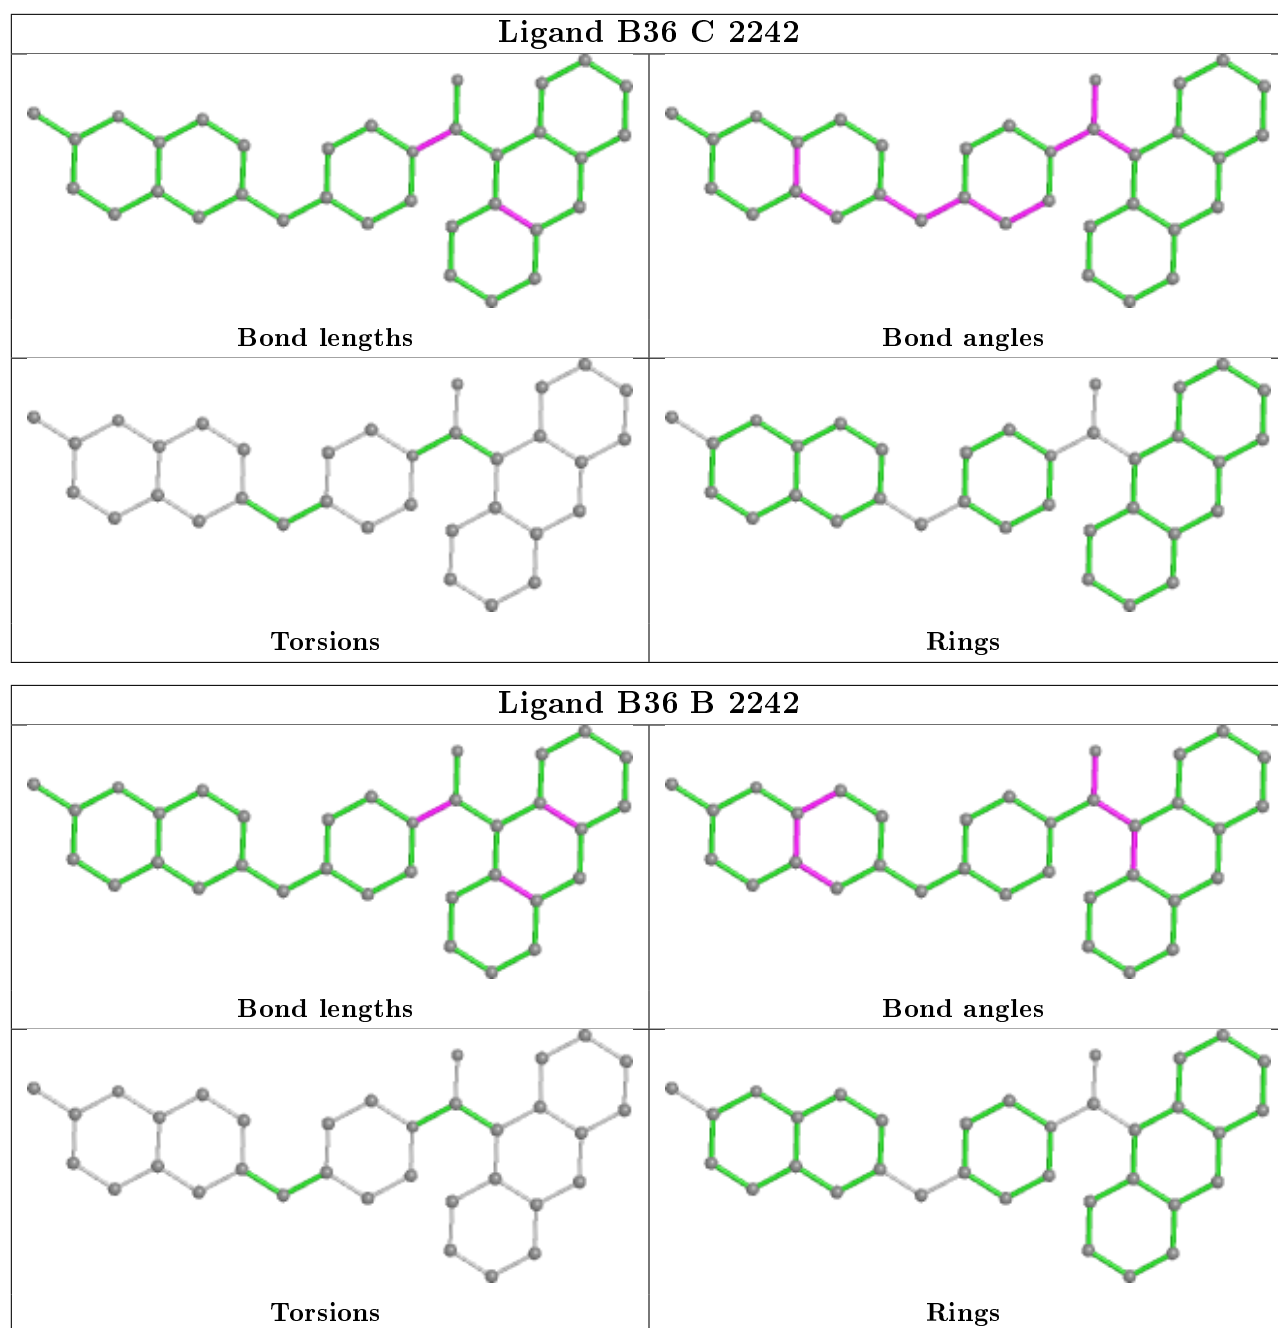 Ligand B36 C 2242
Bond lengths
Bond angles
Torsions
Rings
Ligand B36 B 2242
Bond lengths
Bond angles
Torsions
Rings